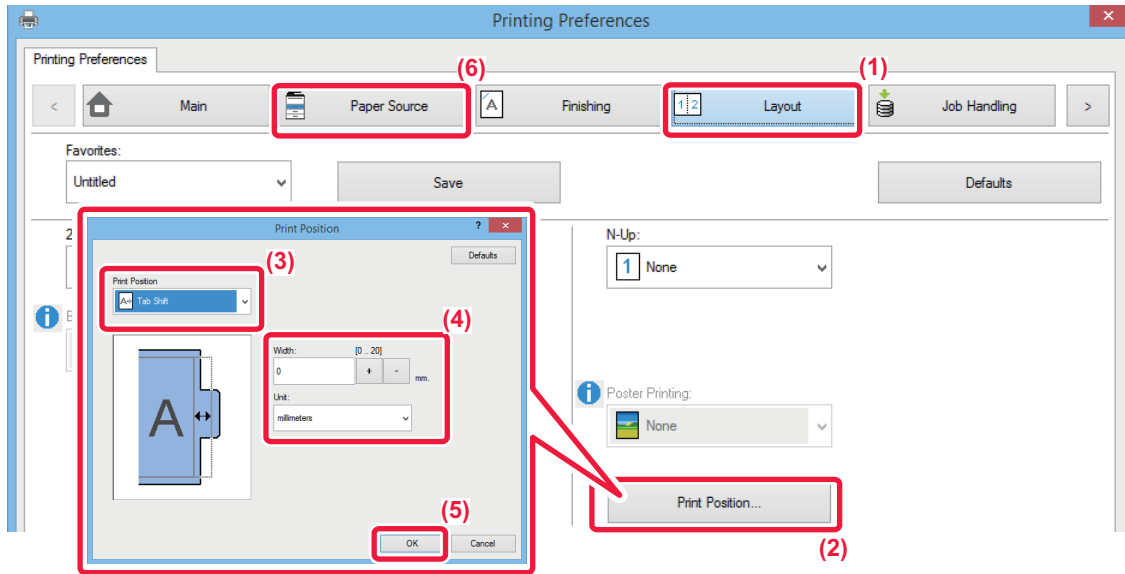 Printing Preferences
Printing Preferences
(6)
(1)
< Main Paper Source A Finishing 1 2 Layout Job Handling >
Favorites:
Untitled Save Defaults
2
Print Position ?
Defaults
(3)
Print Position
A Tab Shift
(4)
Width: [0 .. 20]
0 + - mm.
Unit:
millimeters
A
(5)
OK Cancel
N-Up:
1 None
Poster Printing:
None
Print Position...
(2)